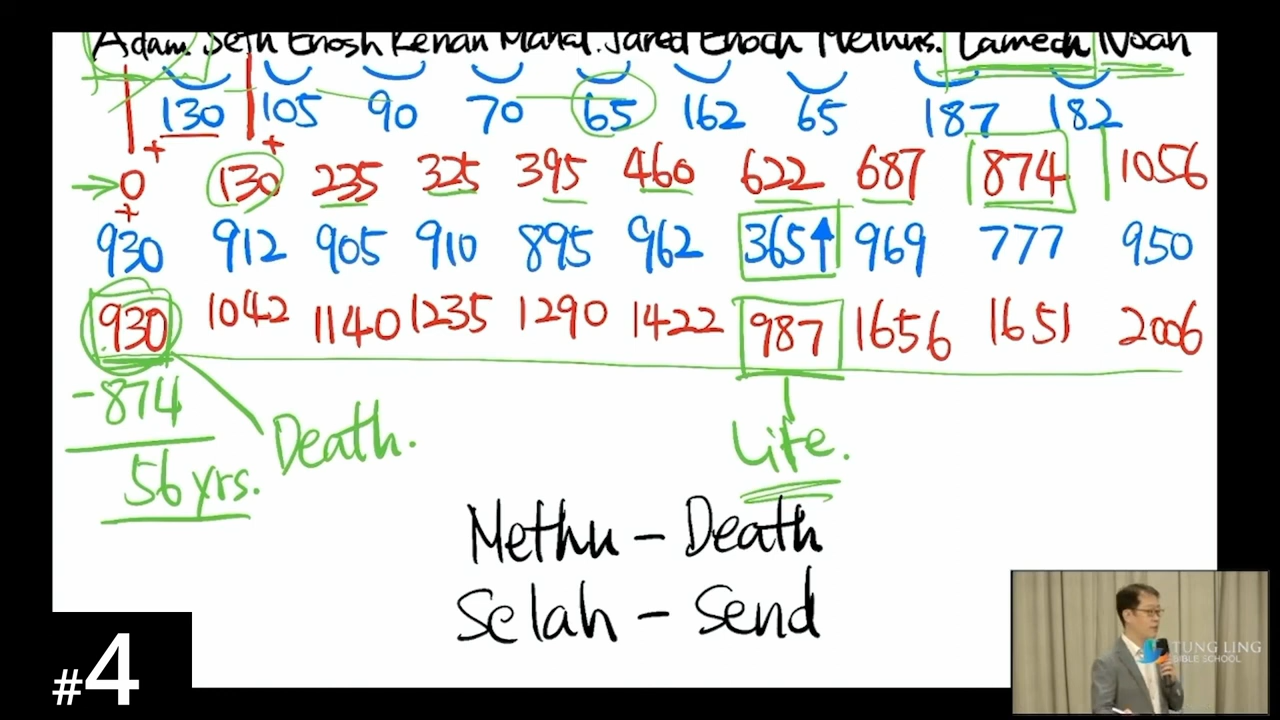 Adam Seth Enosh Kenan Mahal. Jared Enoch Methus. Lamech Noah
130 105 90 70 65 162 65 187 182
0 130 235 325 395 460 622 687 874 1056
+ +
+
930 912 905 910 895 962 365↑ 969 777 950
930 1042 1140 1235 1290 1422 987 1656 1651 2006
-874
56 yrs.
Death.
Life.
Methu – Death
Selah – Send
#4
TUNG LING
BIBLE SCHOOL